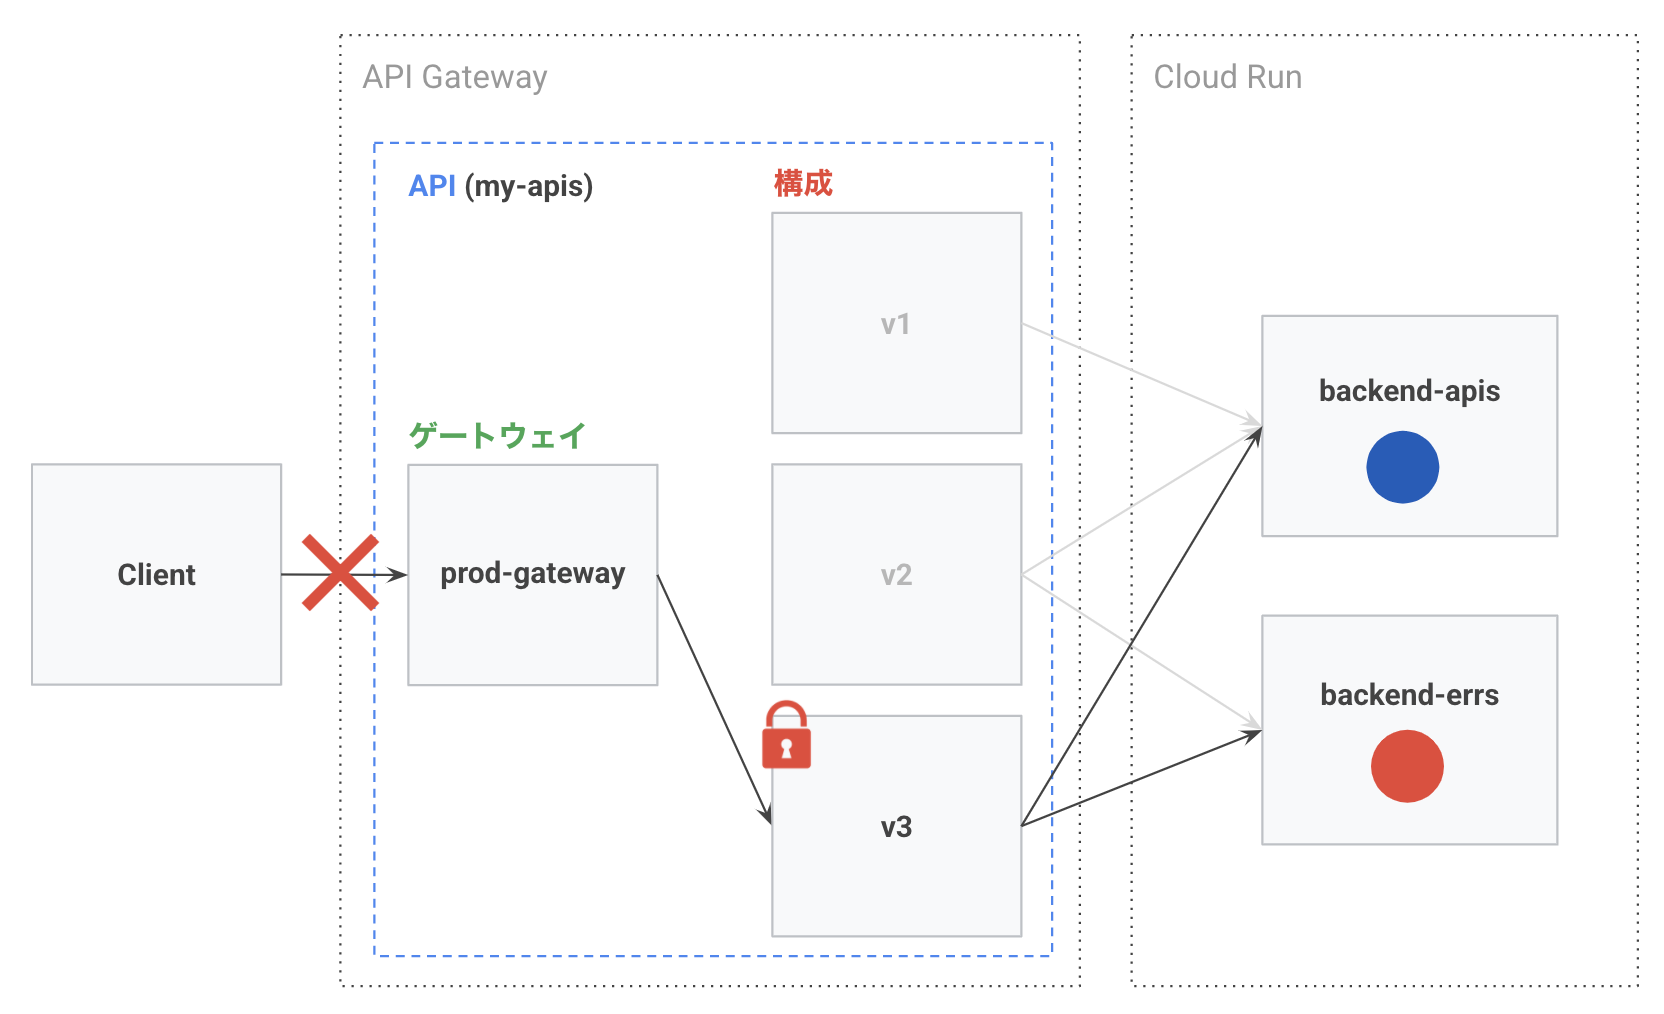 API Gateway
Cloud Run
API (my-apis)
構成
v1
backend-apis
ゲートウェイ
Client
prod-gateway
v2
backend-errs
v3